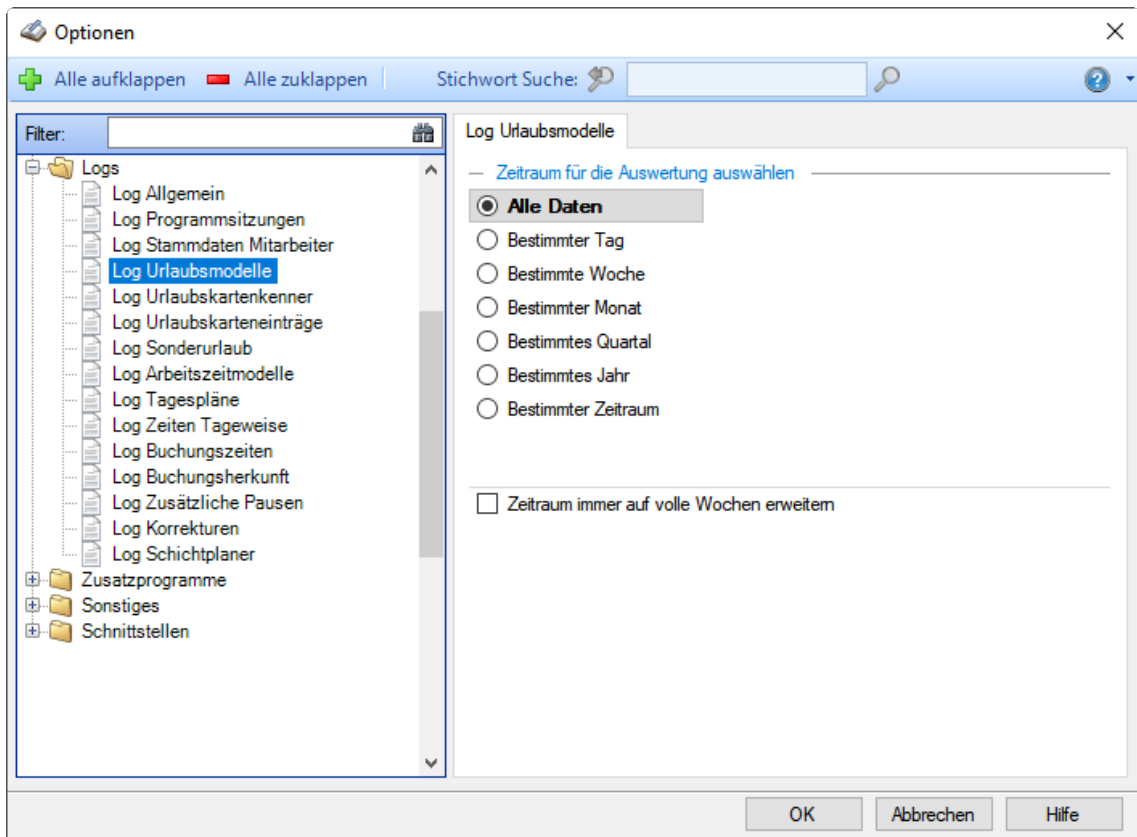 Optionen
Alle aufklappen Alle zuklappen Stichwort Suche:
Filter:
Logs
Log Allgemein
Log Programmsitzungen
Log Stammdaten Mitarbeiter
Log Urlaubsmodelle
Log Urlaubskartenkenner
Log Urlaubskarteneinträge
Log Sonderurlaub
Log Arbeitszeitmodelle
Log Tagespläne
Log Zeiten Tageweise
Log Buchungszeiten
Log Buchungsherkunft
Log Zusätzliche Pausen
Log Korrekturen
Log Schichtplaner
Zusatzprogramme
Sonstiges
Schnittstellen
Log Urlaubsmodelle
Zeitraum für die Auswertung auswählen
Alle Daten
Bestimmter Tag
Bestimmte Woche
Bestimmter Monat
Bestimmtes Quartal
Bestimmtes Jahr
Bestimmter Zeitraum
Zeitraum immer auf volle Wochen erweitern
OK Abbrechen Hilfe